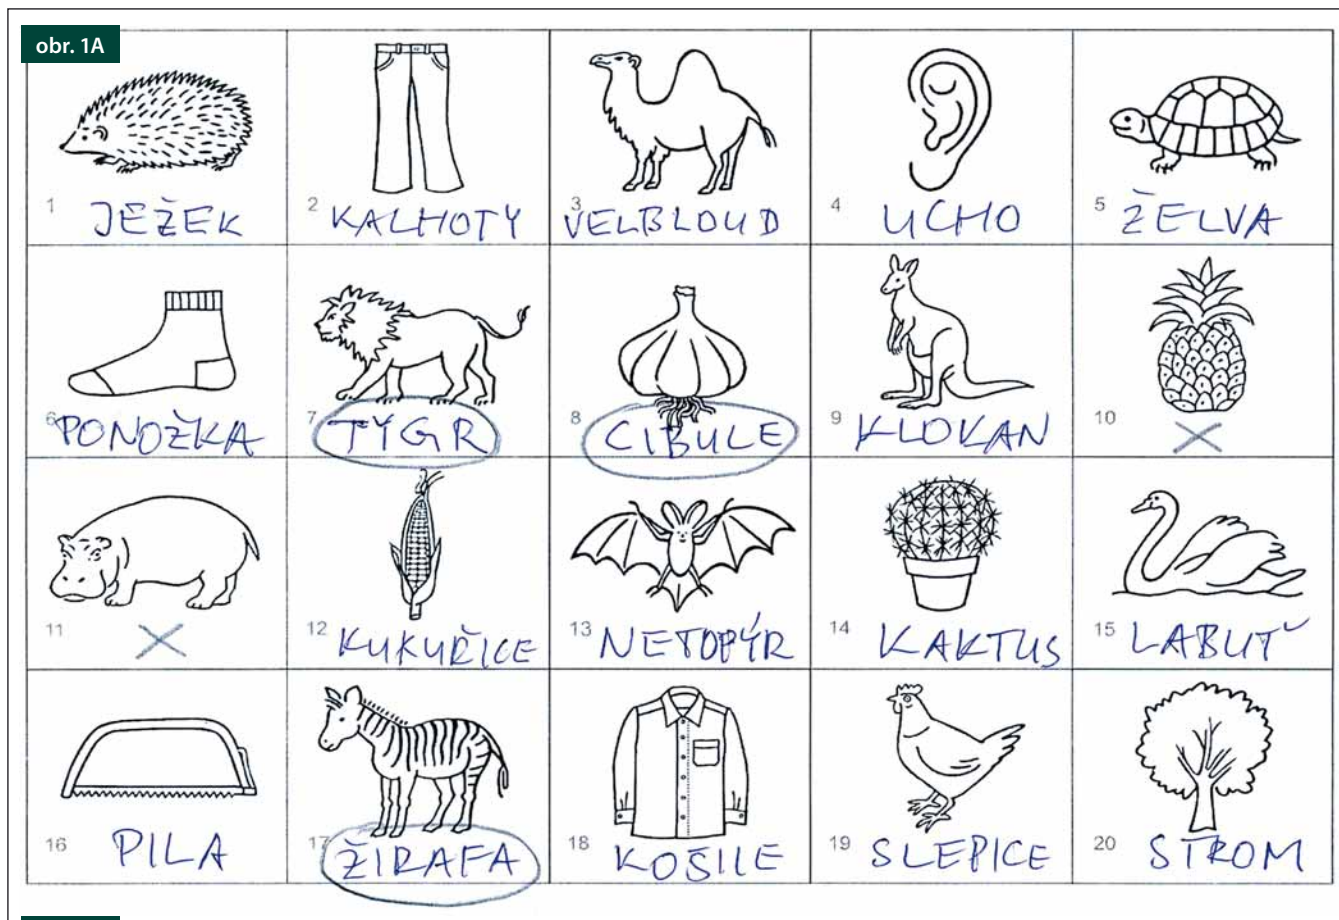 obr. 1A
1 JEŽEK
2 KALHOTY
3 VELBLOUD
4 UCHO
5 ŽELVA
6 PONOŽKA
7 TYGR
8 CIBULE
9 KLOKAN
10 X
11 X
12 KUKUŘICE
13 NETOPÝR
14 KAKTUS
15 LABUŤ
16 PILA
17 ŽIRAFA
18 KOŠILE
19 SLEPICE
20 STROM